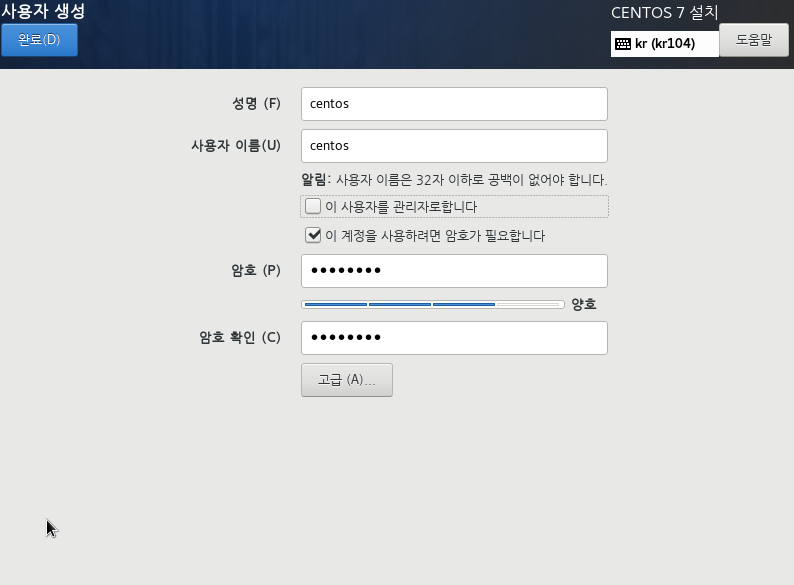 사용자 생성
CENTOS 7 설치
완료(D)
kr (kr104)
도움말
성명 (F)
centos
사용자 이름(U)
centos
알림: 사용자 이름은 32자 이하로 공백이 없어야 합니다.
이 사용자를 관리자로합니다
이 계정을 사용하려면 암호가 필요합니다
암호 (P)
●●●●●●●●
양호
암호 확인 (C)
●●●●●●●●
고급 (A)...